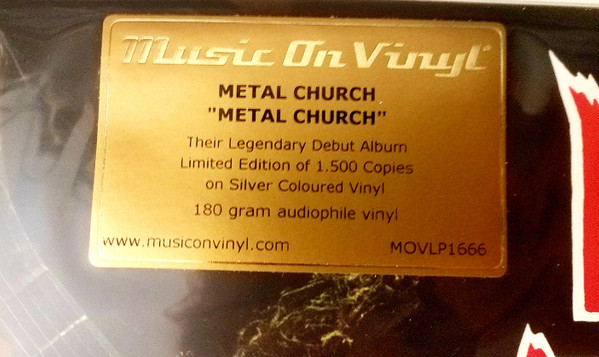 Music On Vinyl
METAL CHURCH
"METAL CHURCH"
Their Legendary Debut Album
Limited Edition of 1.500 Copies
on Silver Coloured Vinyl
180 gram audiophile vinyl
www.musiconvinyl.com MOVLP1666